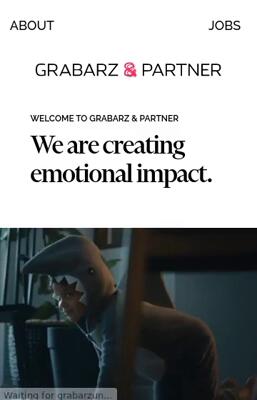 ABOUT JOBS
GRABARZ & PARTNER
WELCOME TO GRABARZ & PARTNER
We are creating
emotional impact.
Waiting for grabarzun...